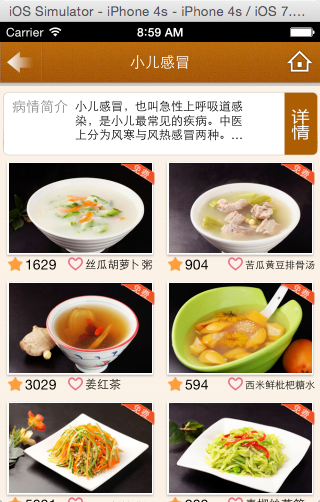 iOS Simulator - iPhone 4s - iPhone 4s / iOS 7....
Carrer 8:59 AM
小儿感冒
病情简介 小儿感冒，也叫急性上呼吸道感
染，是小儿最常见的疾病。中医
上分为风寒与风热感冒两种。...
详情
免费
免费
1629 丝瓜胡萝卜粥
904 苦瓜黄豆排骨汤
免费
免费
3029 姜红茶
594 西米鲜枇杷糖水
免费
免费